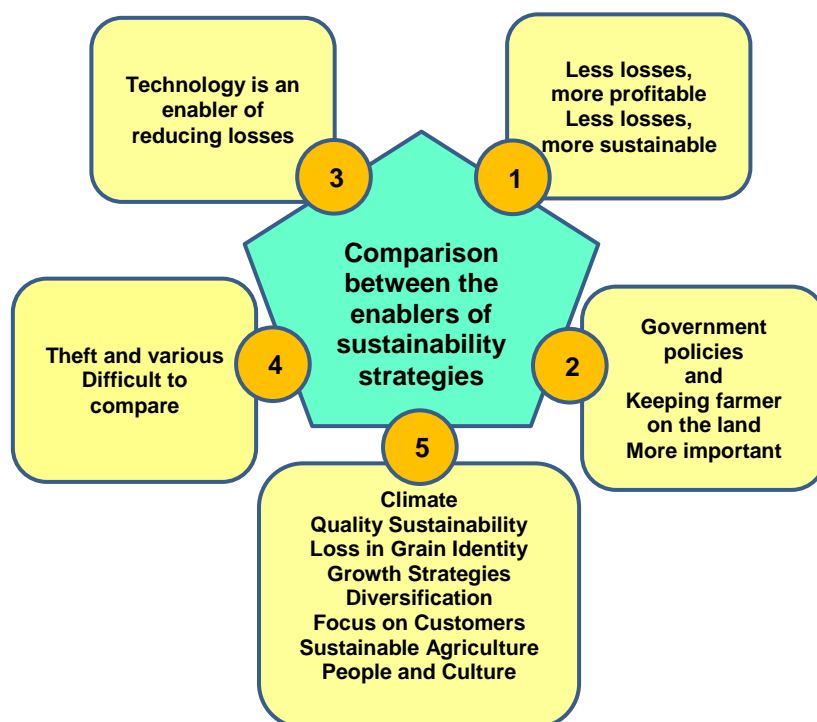 Technology is an
enabler of
reducing losses
3
Less losses,
more profitable
Less losses,
more sustainable
1
Comparison
between the
enablers of
sustainability
strategies
Theft and various
Difficult to
compare
4
Government
policies
and
Keeping farmer
on the land
More important
2
5
Climate
Quality Sustainability
Loss in Grain Identity
Growth Strategies
Diversification
Focus on Customers
Sustainable Agriculture
People and Culture